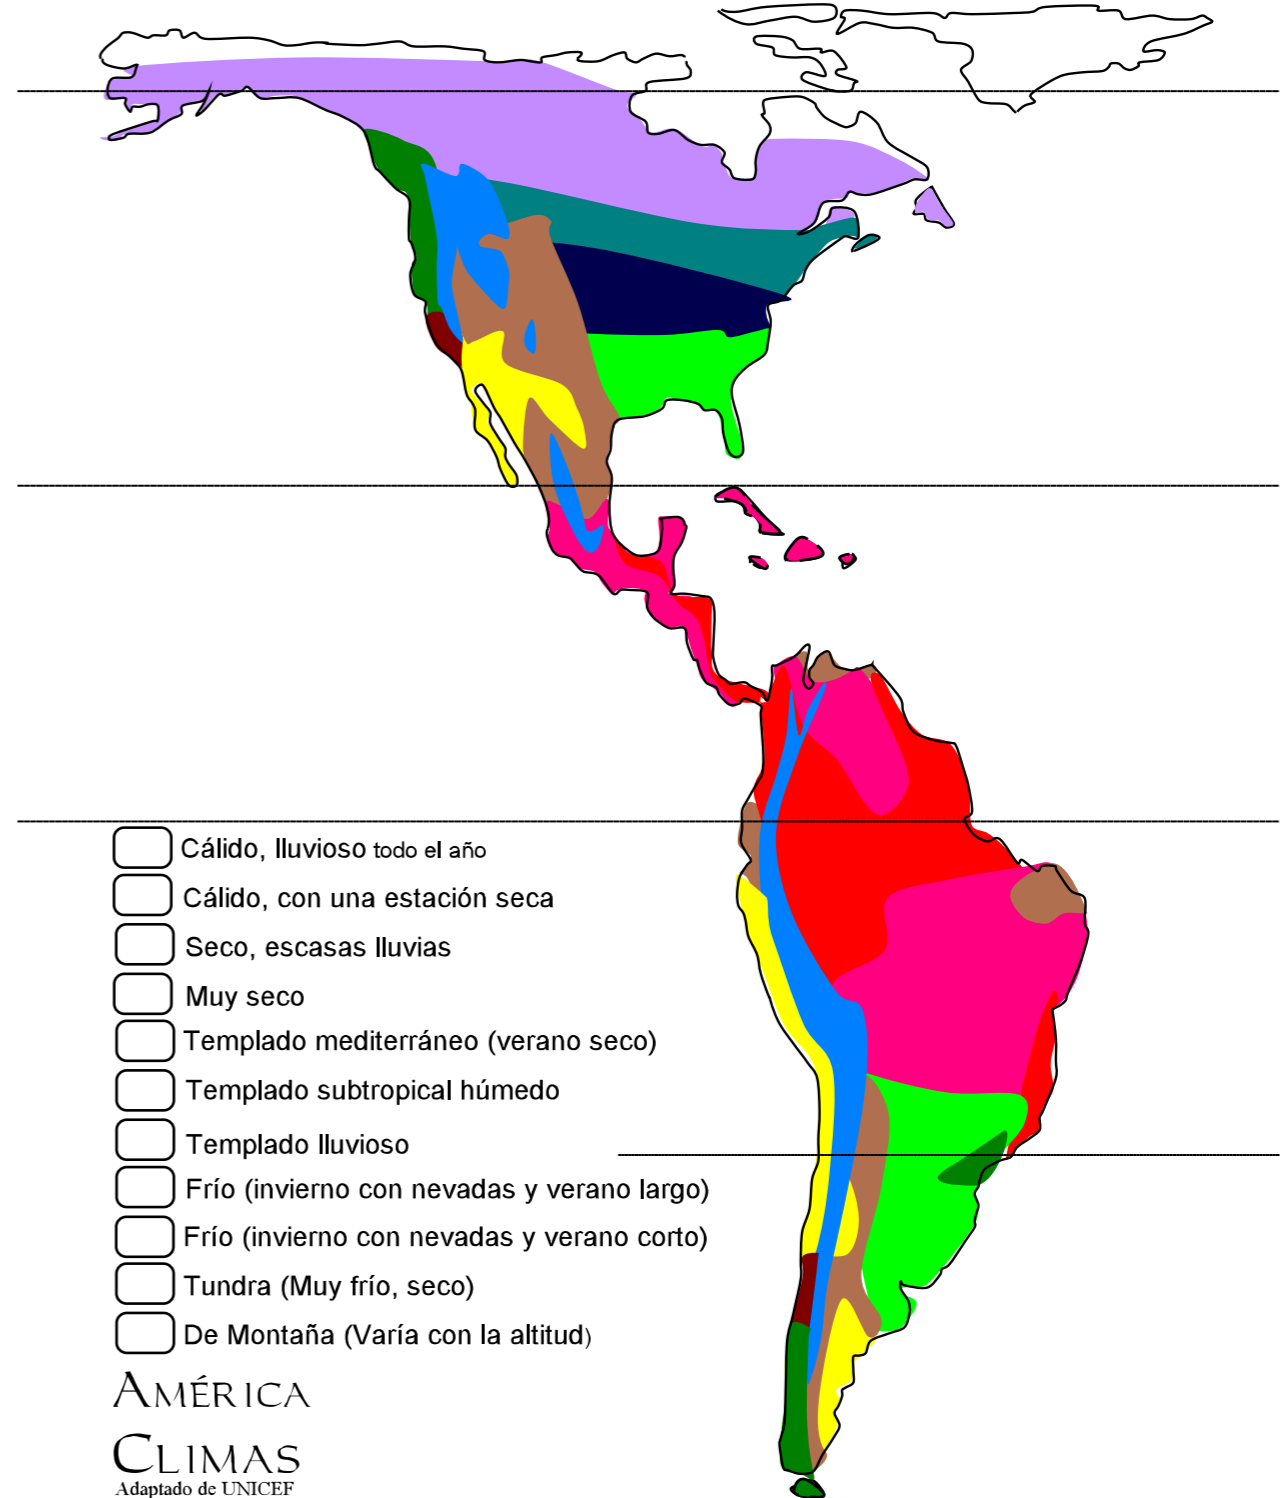 Cálido, lluvioso todo el año
Cálido, con una estación seca
Seco, escasas lluvias
Muy seco
Templado mediterráneo (verano seco)
Templado subtropical húmedo
Templado lluvioso
Frío (invierno con nevadas y verano largo)
Frío (invierno con nevadas y verano corto)
Tundra (Muy frío, seco)
De Montaña (Varía con la altitud)
AMÉRICA
CLIMAS
Adaptado de UNICEF